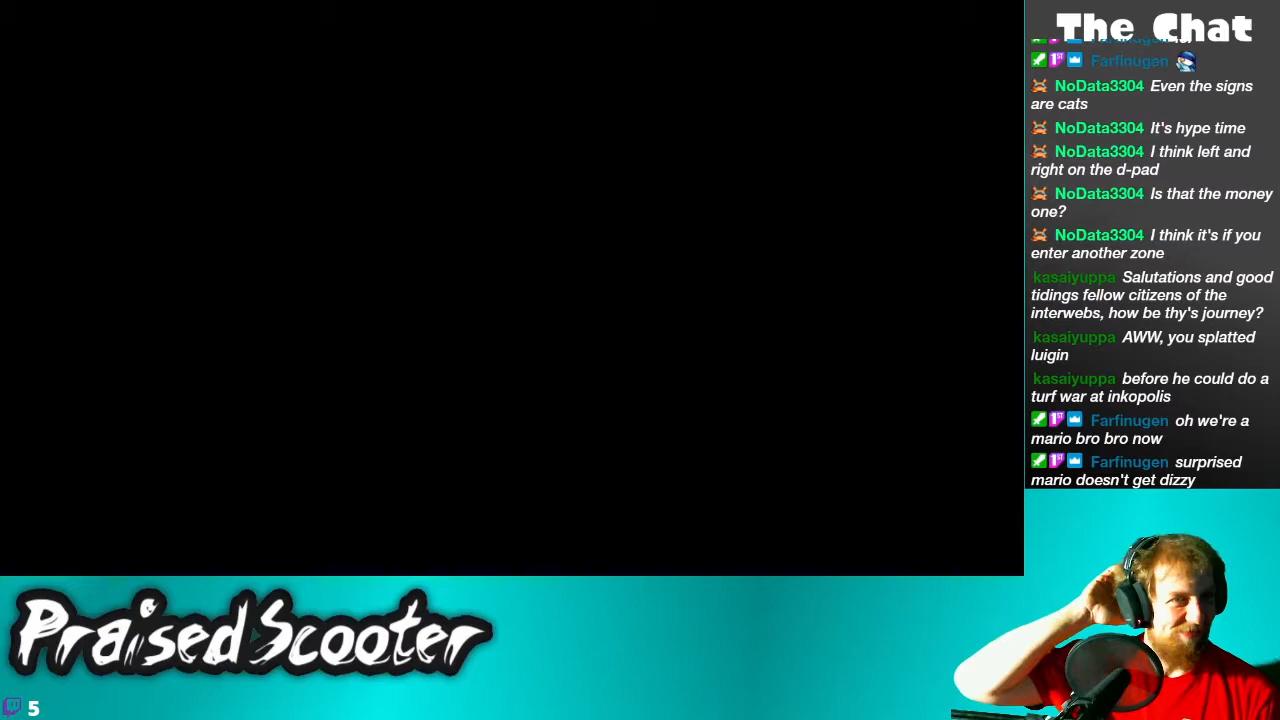 The Chat
Farfinugen
NoData3304 Even the signs
are cats
NoData3304 It's hype time
NoData3304 I think left and
right on the d-pad
NoData3304 Is that the money
one?
NoData3304 I think it's if you
enter another zone
kasaiyuppa Salutations and good
tidings fellow citizens of the
interwebs, how be thy's journey?
kasaiyuppa AWW, you splatted
luigin
kasaiyuppa before he could do a
turf war at inkopolis
1ST Farfinugen oh we're a
mario bro bro now
1ST Farfinugen surprised
mario doesn't get dizzy
PraisedScooter
5